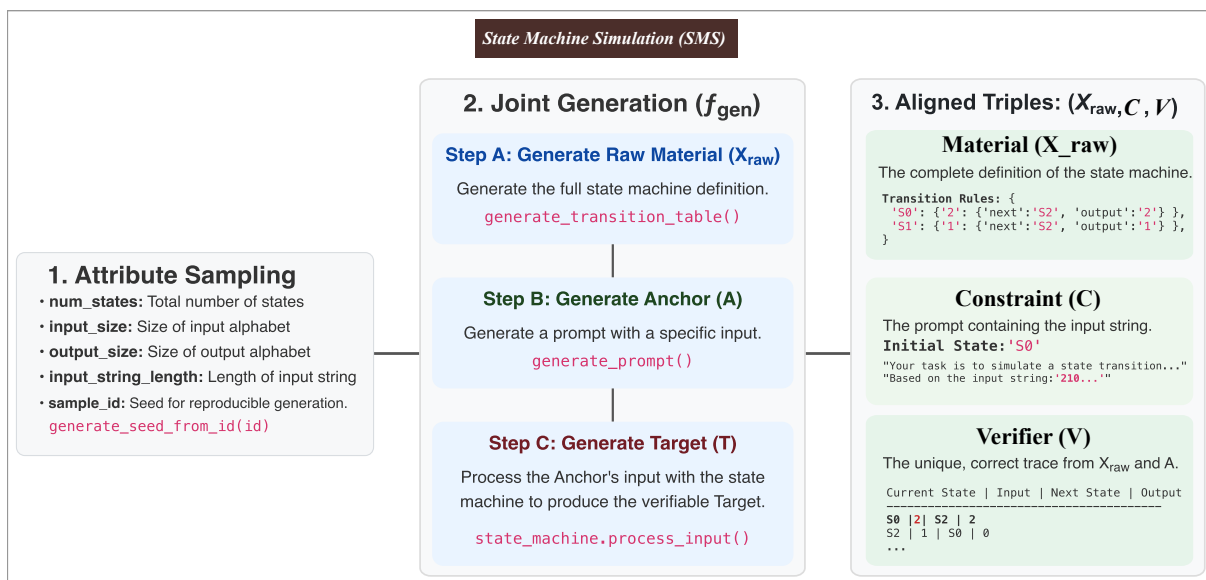 State Machine Simulation (SMS)
1. Attribute Sampling
• num_states: Total number of states
• input_size: Size of input alphabet
• output_size: Size of output alphabet
• input_string_length: Length of input string
• sample_id: Seed for reproducible generation.
generate_seed_from_id(id)
2. Joint Generation (f_gen)
Step A: Generate Raw Material (X_raw)
Generate the full state machine definition.
generate_transition_table()
Step B: Generate Anchor (A)
Generate a prompt with a specific input.
generate_prompt()
Step C: Generate Target (T)
Process the Anchor's input with the state
machine to produce the verifiable Target.
state_machine.process_input()
3. Aligned Triples: (X_raw, C , V)
Material (X_raw)
The complete definition of the state machine.
Transition Rules: {
'S0': {'2': {'next':'S2', 'output':'2'} },
'S1': {'1': {'next':'S2', 'output':'1'} },
}
Constraint (C)
The prompt containing the input string.
Initial State:'S0'
"Your task is to simulate a state transition..."
"Based on the input string:'210...'"
Verifier (V)
The unique, correct trace from X_raw and A.
Current State | Input | Next State | Output
----------------------------------------
S0 |2| S2 | 2
S2 | 1 | S0 | 0
...